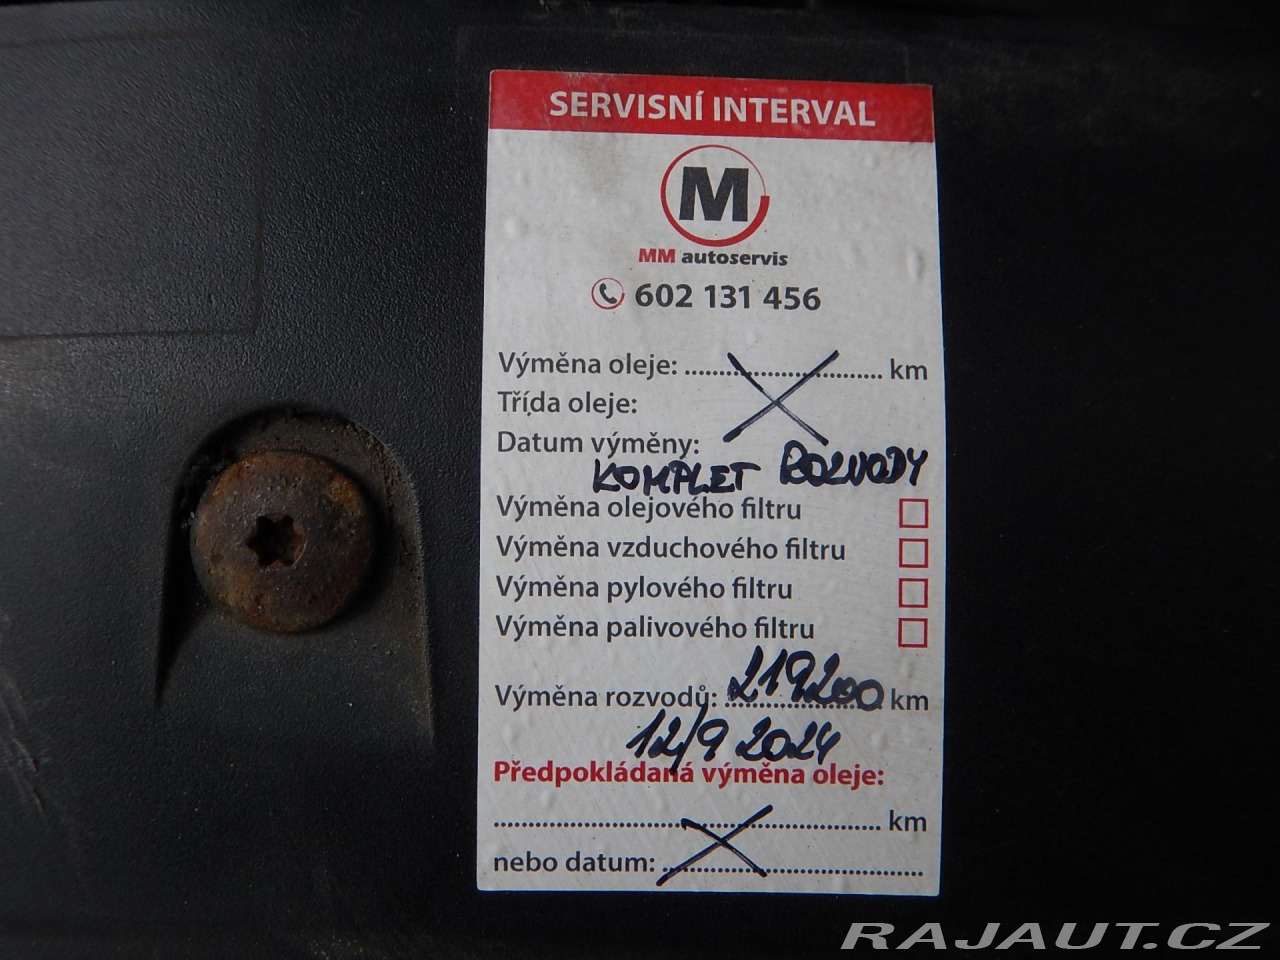 SERVISNÍ INTERVAL
M
MM autoservis
602 131 456
Výměna oleje: .......................... km
Třída oleje:
Datum výměny:
KOMPLET ROZVODY
Výměna olejového filtru
Výměna vzduchového filtru
Výměna pylového filtru
Výměna palivového filtru
Výměna rozvodů: 219200 km
12/9 2024
Předpokládaná výměna oleje:
.................................................... km
nebo datum: ...................................
RAJAUT.CZ